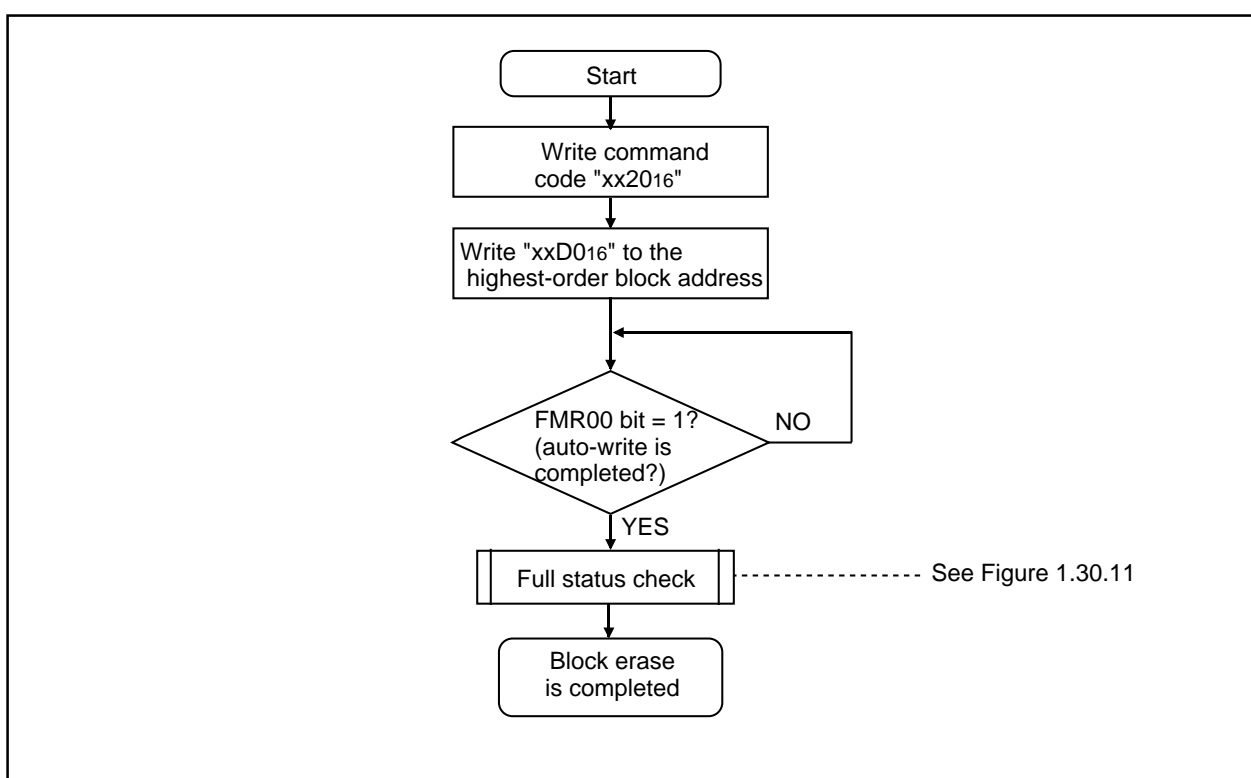 Start
Write command
code "xx2016"
Write "xxD016" to the
highest-order block address
FMR00 bit = 1?
(auto-write is
completed?)
NO
YES
Full status check
See Figure 1.30.11
Block erase
is completed